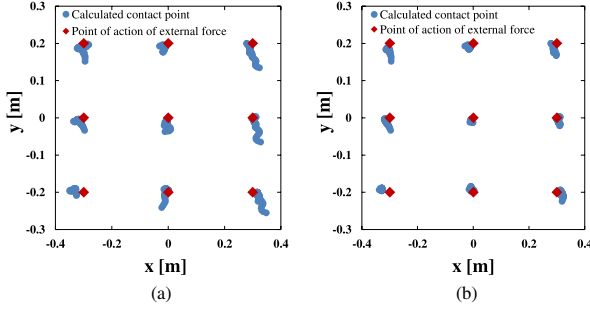 Calculated contact point
Point of action of external force
0.3
0.2
0.1
0
-0.1
-0.2
-0.3
-0.4
-0.2
0
0.2
0.4
y [m]
x [m]
(a)
Calculated contact point
Point of action of external force
0.3
0.2
0.1
0
-0.1
-0.2
-0.3
-0.4
-0.2
0
0.2
0.4
y [m]
x [m]
(b)